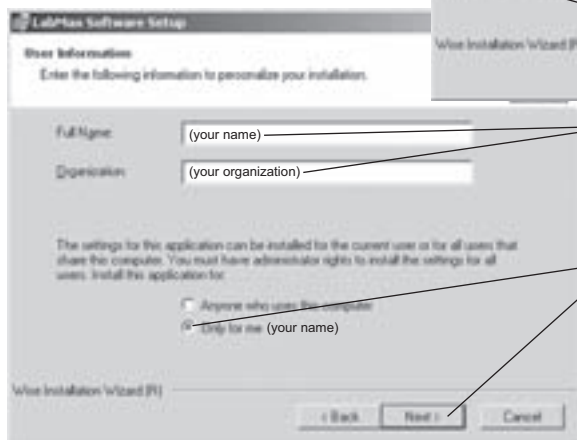 LabMax Software Setup
User Information
Enter the following information to personalize your installation.
Wise Installation Wizard (R
Full Name:
(your name)
Organization:
(your organization)
The settings for this application can be installed for the current user or for all users that
share this computer. You must have administrator rights to install the settings for all
users. Install this application for:
Anyone who uses this computer
Only for me (your name)
Wise Installation Wizard (R)
< Back
Next >
Cancel